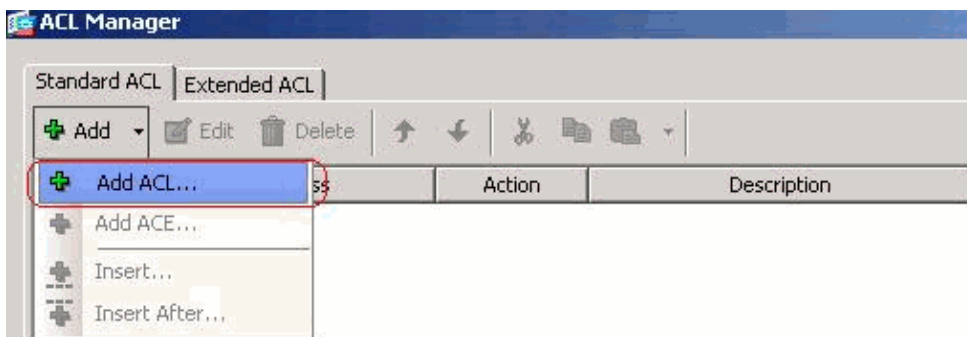 ACL Manager
Standard ACL Extended ACL
Add Edit Delete
Add ACL... ss Action Description
Add ACE...
Insert...
Insert After...